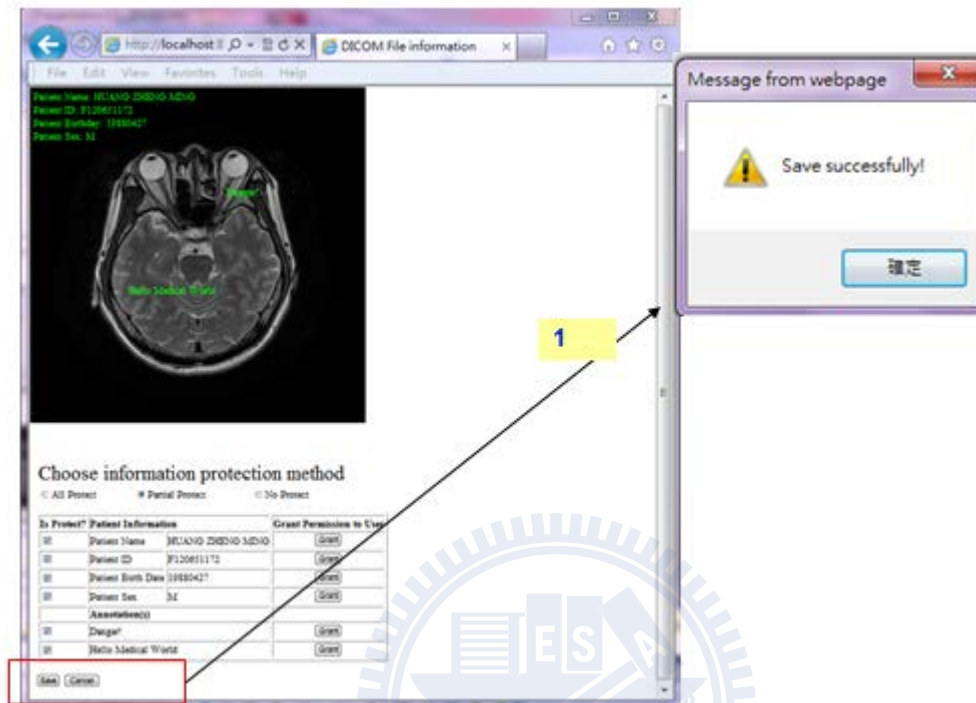 http://localhost
DICOM File information
File Edit View Favorites Tools Help
Patient Name: HUANG ZHENG MING
Patient ID:
Patient Birthday: 19880427
Patient Sex: M
Danger!
Hello Medical World
Message from webpage
Save successfully!
確定
1
Choose information protection method
All Protect Partial Protect No Protect
Is Protect? Patient Information Grant Permission to User
Patient Name HUANG ZHENG MING Grant
Patient ID Grant
Patient Birth Date 19880427 Grant
Patient Sex M Grant
Annotation(s)
Danger! Grant
Hello Medical World Grant
Save Cancel
ES